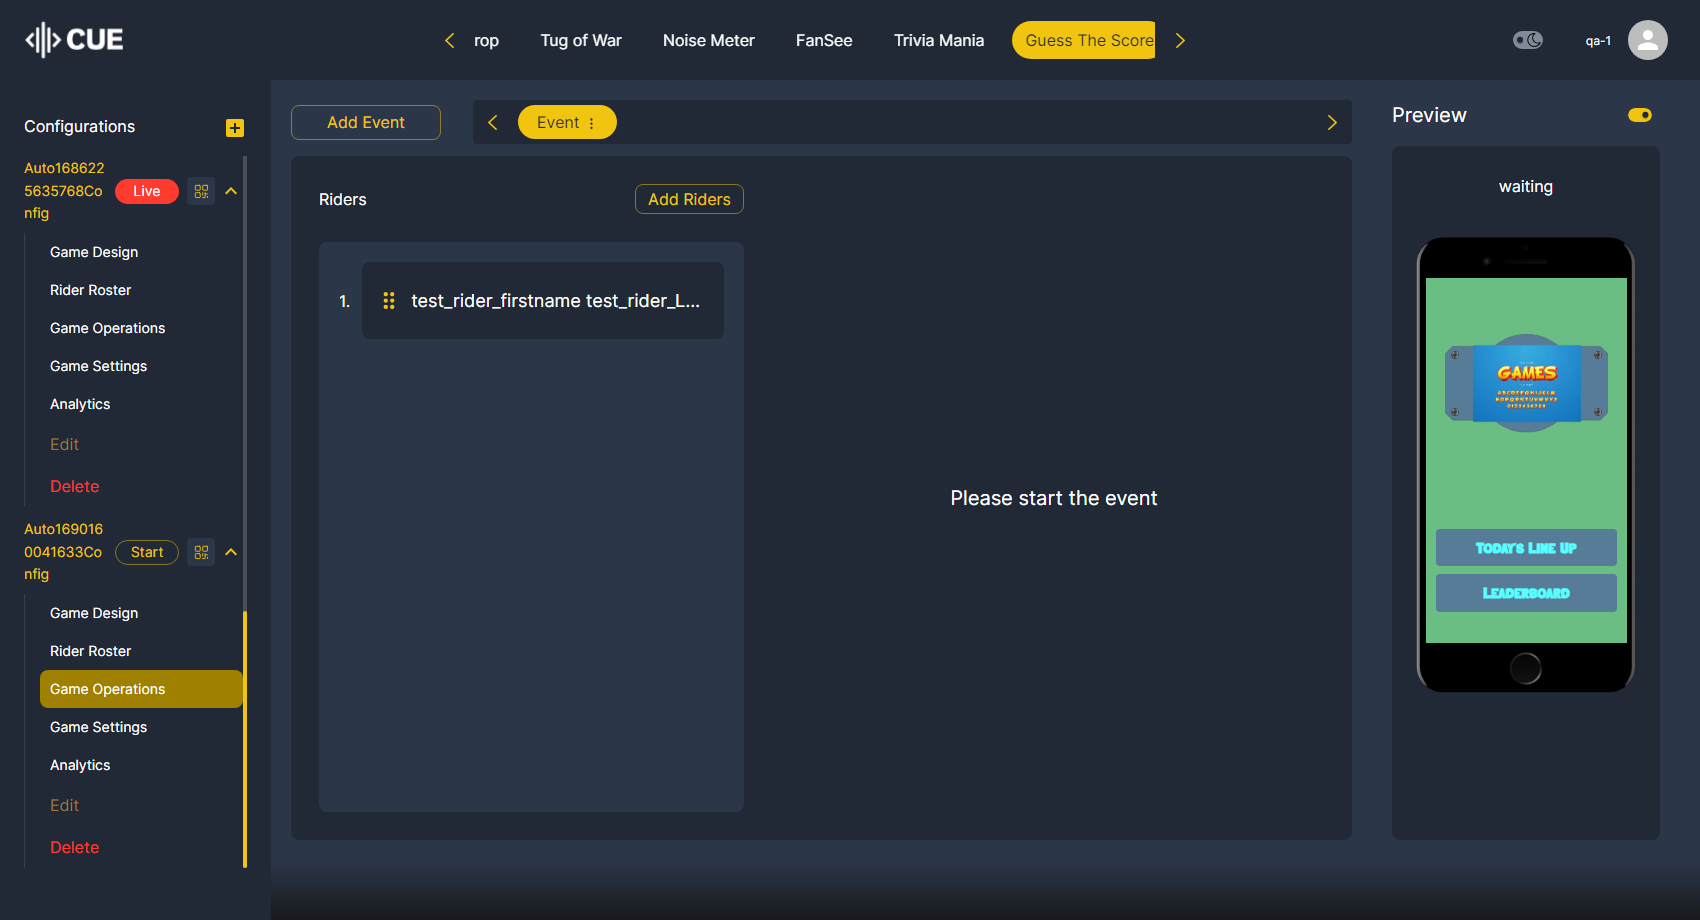 CUE
rop
Tug of War
Noise Meter
FanSee
Trivia Mania
Guess The Score
qa-1
Configurations
Auto168622
5635768Co
nfig
Live
Game Design
Rider Roster
Game Operations
Game Settings
Analytics
Edit
Delete
Auto169016
0041633Co
nfig
Start
Game Design
Rider Roster
Game Operations
Game Settings
Analytics
Edit
Delete
Add Event
Event
Riders
Add Riders
1.
test_rider_firstname test_rider_L...
Please start the event
Preview
waiting
GAMES
ABCDEFGHIJKLM
NOPQRSTUVWXYZ
Today's Line Up
Leaderboard